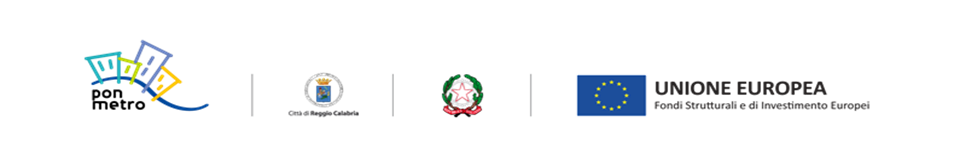 pon
metro
Città di Reggio Calabria
UNIONE EUROPEA
Fondi Strutturali e di Investimento Europei